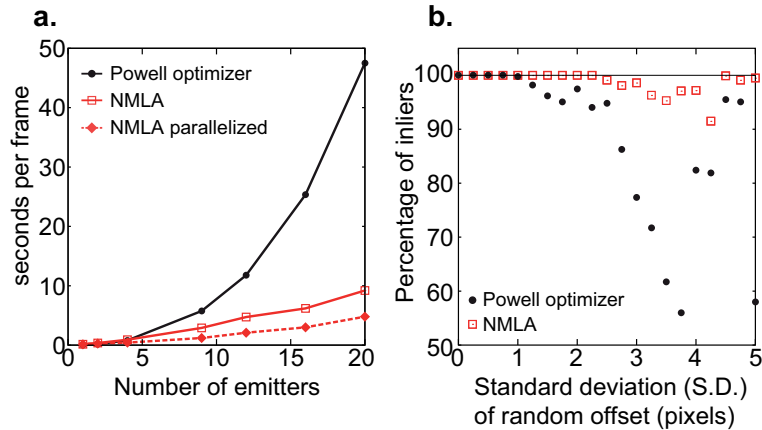 a.
50
40
30
20
10
0
0
5
10
15
20
seconds per frame
Number of emitters
Powell optimizer
NMLA
NMLA parallelized
b.
100
90
80
70
60
50
0
1
2
3
4
5
Percentage of inliers
Powell optimizer
NMLA
Standard deviation (S.D.)
of random offset (pixels)